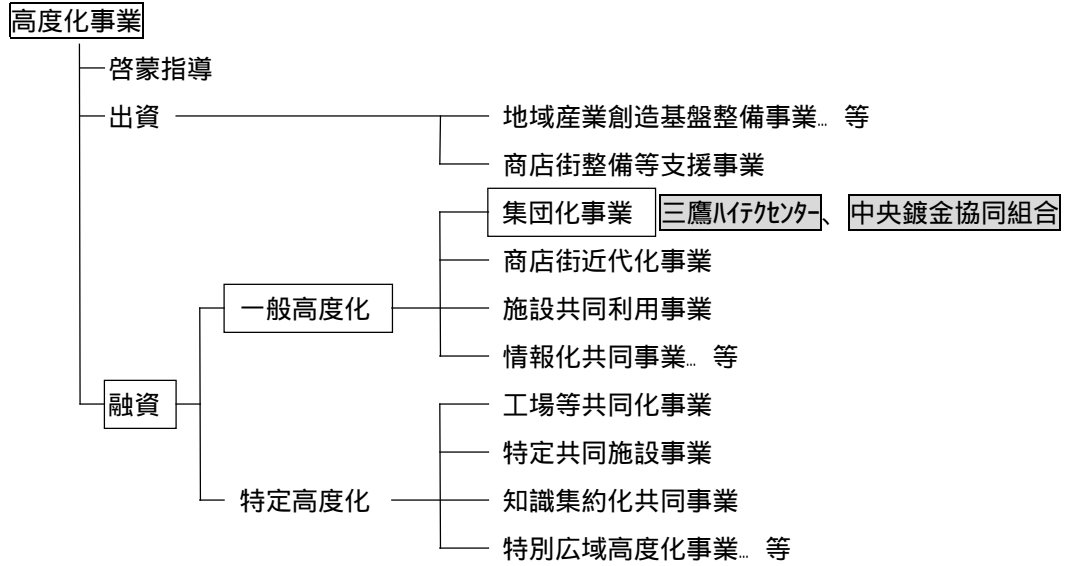 高度化事業
啓蒙指導
出資
地域産業創造基盤整備事業… 等
商店街整備等支援事業
集団化事業 三鷹ﾊｲﾃｸｾﾝﾀｰ、中央鍍金協同組合
商店街近代化事業
一般高度化
施設共同利用事業
情報化共同事業… 等
融資
工場等共同化事業
特定共同施設事業
特定高度化
知識集約化共同事業
特別広域高度化事業… 等